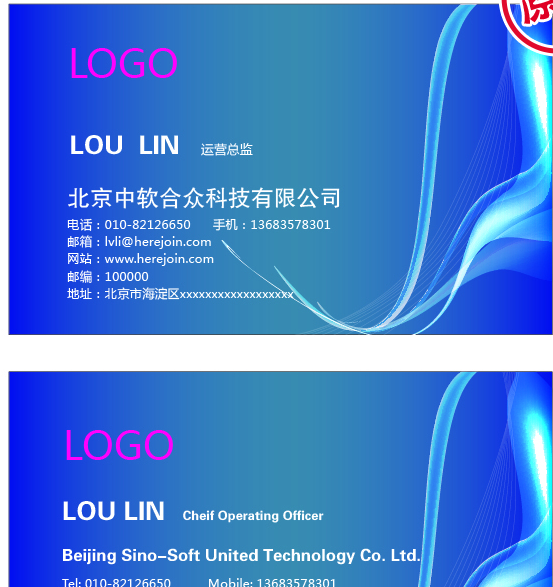 LOGO
LOU LIN 运营总监
北京中软合众科技有限公司
电话：010-82126650 手机：13683578301
邮箱：lvli@herejoin.com
网站：www.herejoin.com
邮编：100000
地址：北京市海淀区xxxxxxxxxxxxxxxxxx
LOGO
LOU LIN Cheif Operating Officer
Beijing Sino-Soft United Technology Co. Ltd.
Tel: 010-82126650 Mobile: 13683578301